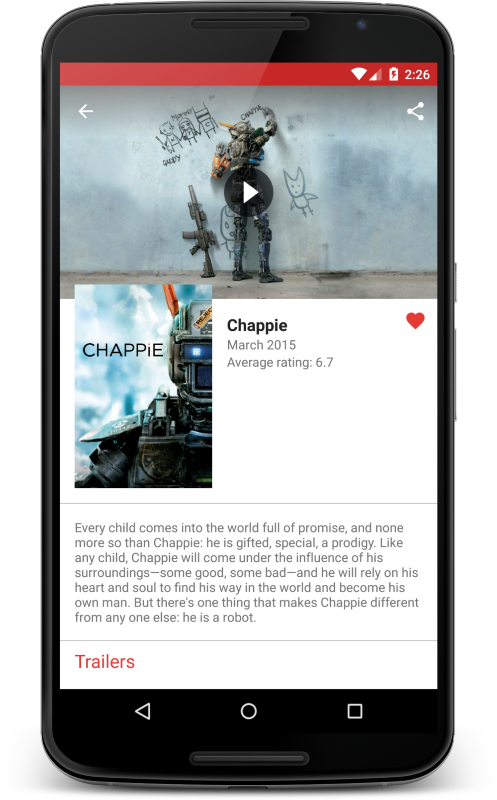 2:26
MOMMY
CHAPPiE
DADDY
Chappie
March 2015
Average rating: 6.7
CHAPPiE
Every child comes into the world full of promise, and none
more so than Chappie: he is gifted, special, a prodigy. Like
any child, Chappie will come under the influence of his
surroundings—some good, some bad—and he will rely on his
heart and soul to find his way in the world and become his
own man. But there's one thing that makes Chappie different
from any one else: he is a robot.
Trailers